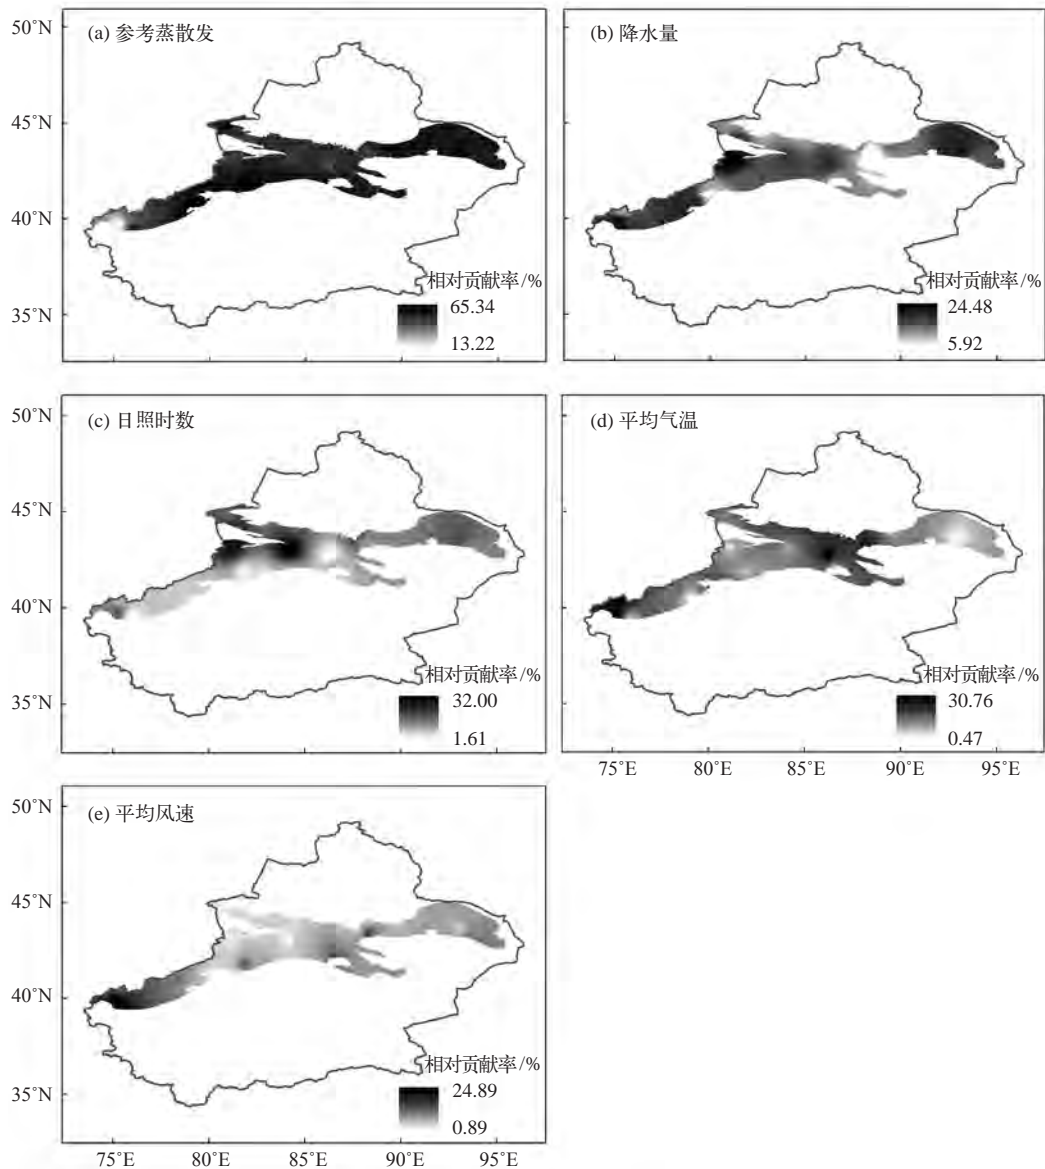 50°N
(a) 参考蒸散发
(b) 降水量
45°N
40°N
相对贡献率/%
65.34
13.22
相对贡献率/%
24.48
5.92
35°N
50°N
(c) 日照时数
(d) 平均气温
45°N
40°N
相对贡献率/%
32.00
1.61
相对贡献率/%
30.76
0.47
35°N
75°E 80°E 85°E 90°E 95°E
50°N
(e) 平均风速
45°N
40°N
相对贡献率/%
24.89
0.89
35°N
75°E 80°E 85°E 90°E 95°E